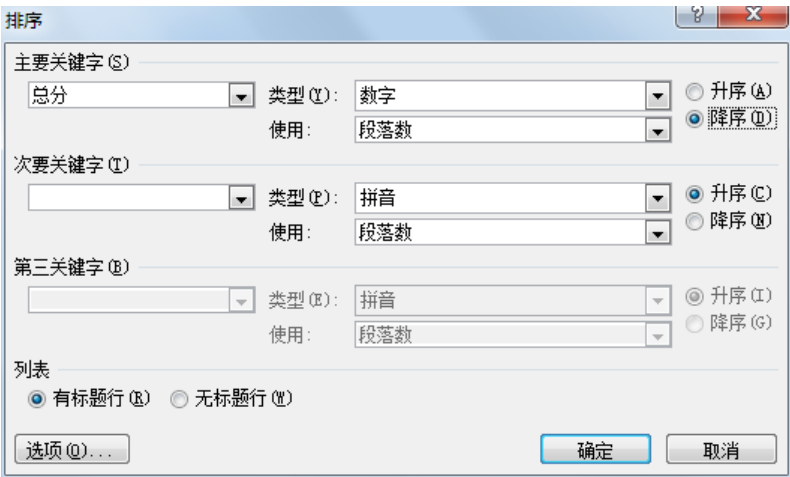 排序
主要关键字(S)
总分 类型(Y): 数字 升序(A)
使用: 段落数 降序(D)
次要关键字(T)
类型(P): 拼音 升序(C)
使用: 段落数 降序(N)
第三关键字(B)
类型(E): 拼音 升序(I)
使用: 段落数 降序(G)
列表
有标题行(R) 无标题行(W)
选项(O)... 确定 取消